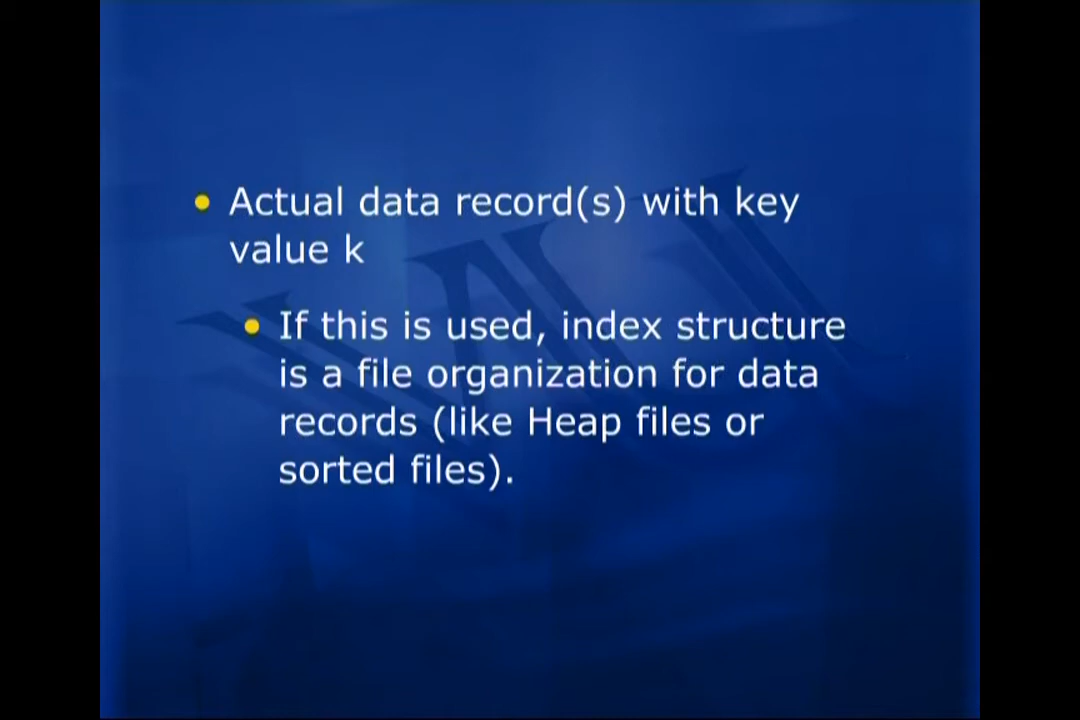 Actual data record(s) with key
value k
If this is used, index structure
is a file organization for data
records (like Heap files or
sorted files).